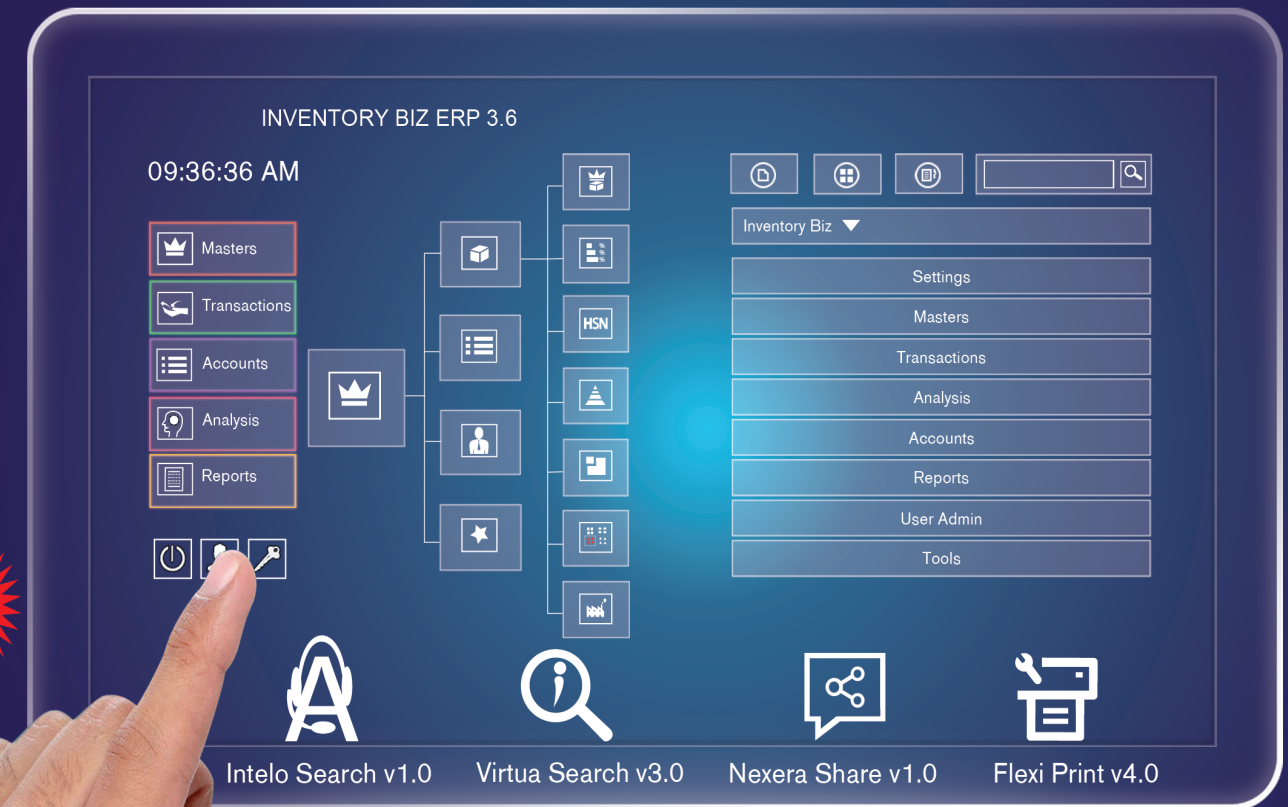 INVENTORY BIZ ERP 3.6
09:36:36 AM
Masters
Transactions
Accounts
Analysis
Reports
%
%
%
HSN
Inventory Biz
Settings
Masters
Transactions
Analysis
Accounts
Reports
User Admin
Tools
Intelo Search v1.0
Virtua Search v3.0
Nexera Share v1.0
Flexi Print v4.0